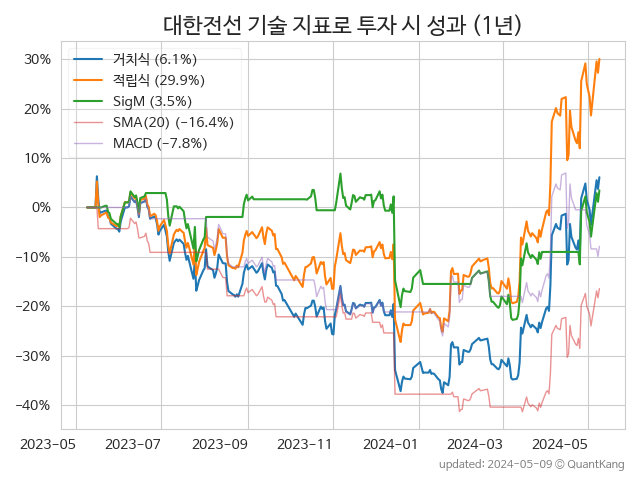 대한전선 기술 지표로 투자 시 성과 (1년)
30%
20%
10%
0%
−10%
−20%
−30%
−40%
거치식 (6.1%)
적립식 (29.9%)
SigM (3.5%)
SMA(20) (−16.4%)
MACD (−7.8%)
2023-05
2023-07
2023-09
2023-11
2024-01
2024-03
2024-05
updated: 2024-05-09 © QuantKang